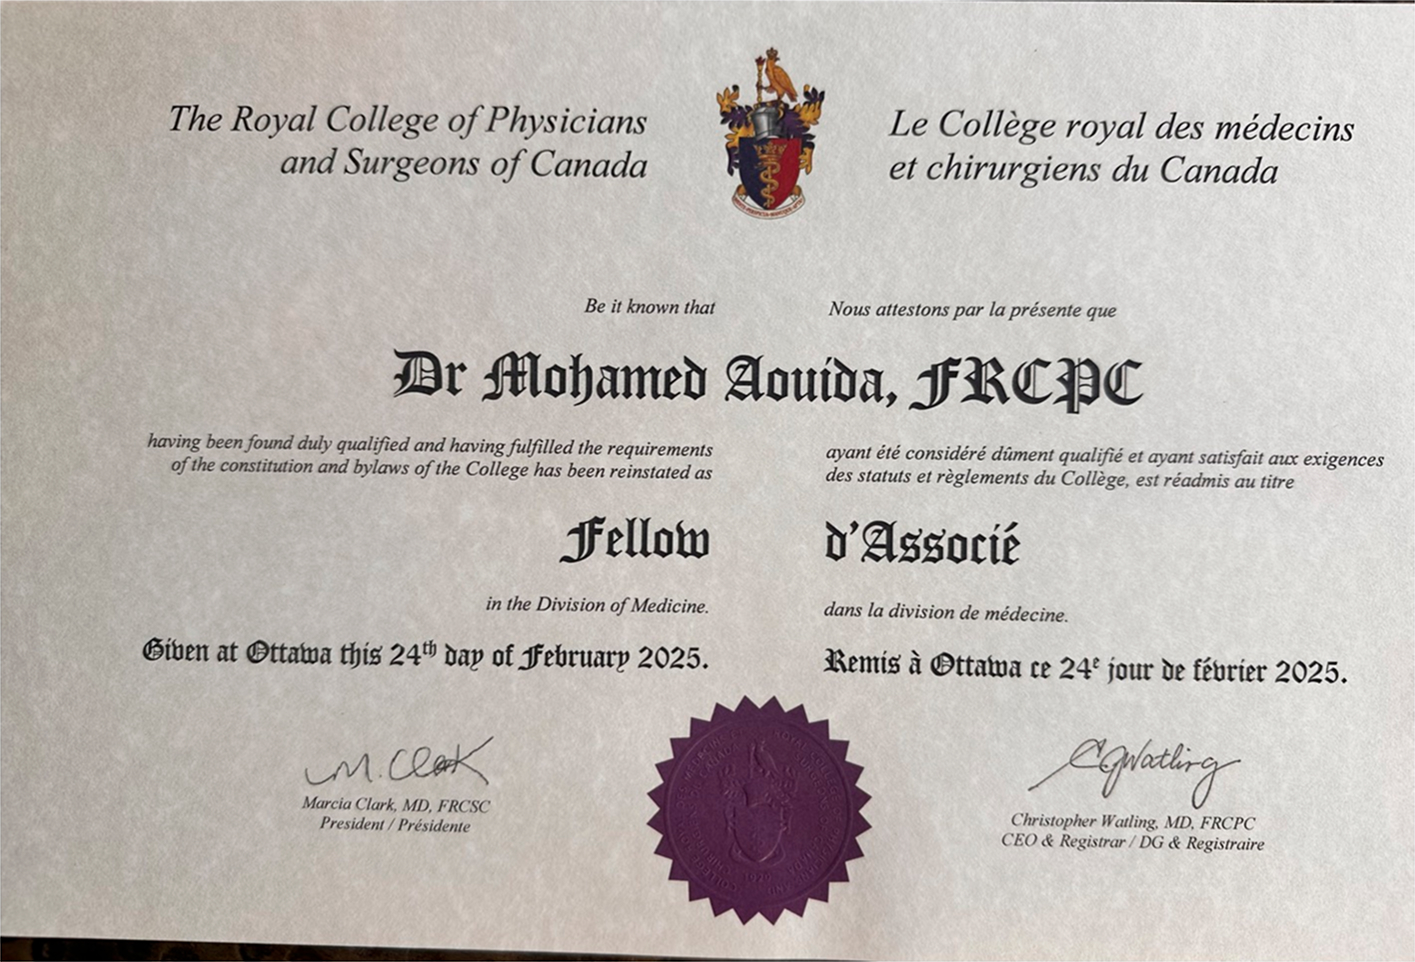 The Royal College of Physicians
and Surgeons of Canada
Le Collège royal des médecins
et chirurgiens du Canada
Be it known that
Nous attestons par la présente que
Dr Mohamed Aouida, FRCPC
having been found duly qualified and having fulfilled the requirements
of the constitution and bylaws of the College has been reinstated as
ayant été considéré dûment qualifié et ayant satisfait aux exigences
des statuts et règlements du Collège, est réadmis au titre
Fellow
d'Associé
in the Division of Medicine.
dans la division de médecine.
Given at Ottawa this 24th day of February 2025.
Remis à Ottawa ce 24e jour de février 2025.
M. Clark
Marcia Clark, MD, FRCSC
President / Présidente
CJWatling
Christopher Watling, MD, FRCPC
CEO & Registrar / DG & Registraire